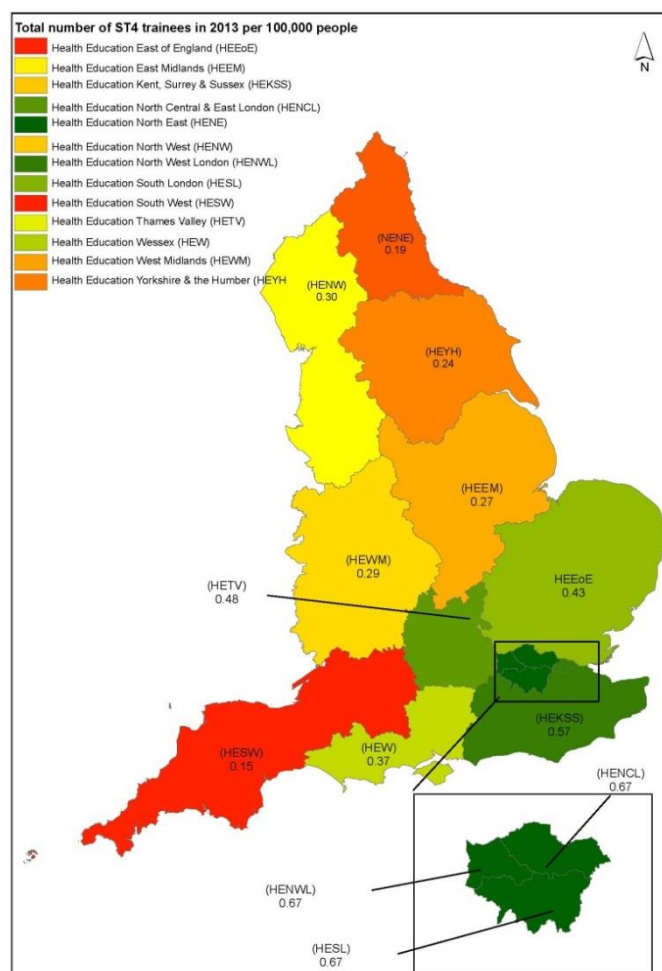 Total number of ST4 trainees in 2013 per 100,000 people
Health Education East of England (HEEoE)
Health Education East Midlands (HEEM)
Health Education Kent, Surrey & Sussex (HEKSS)
Health Education North Central & East London (HENCL)
Health Education North East (HENE)
Health Education North West (HENW)
Health Education North West London (HENWL)
Health Education South London (HESL)
Health Education South West (HESW)
Health Education Thames Valley (HETV)
Health Education Wessex (HEW)
Health Education West Midlands (HEWM)
Health Education Yorkshire & the Humber (HEYH
N
(NENE)
0.19
(HENW)
0.30
(HEYH)
0.24
(HEEM)
0.27
(HEWM)
0.29
HEEoE
0.43
(HETV)
0.48
(HEKSS)
0.57
(HESW)
0.15
(HEW)
0.37
(HENCL)
0.67
(HENWL)
0.67
(HESL)
0.67